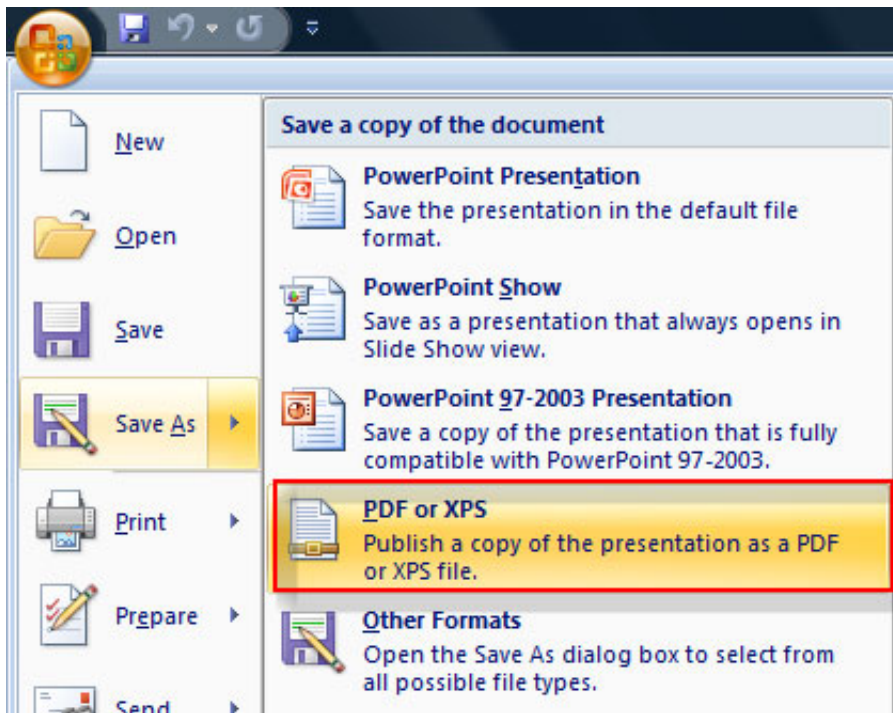 New
Open
Save
Save As
Print
Prepare
Send
Save a copy of the document
PowerPoint Presentation
Save the presentation in the default file
format.
PowerPoint Show
Save as a presentation that always opens in
Slide Show view.
PowerPoint 97-2003 Presentation
Save a copy of the presentation that is fully
compatible with PowerPoint 97-2003.
PDF or XPS
Publish a copy of the presentation as a PDF
or XPS file.
Other Formats
Open the Save As dialog box to select from
all possible file types.